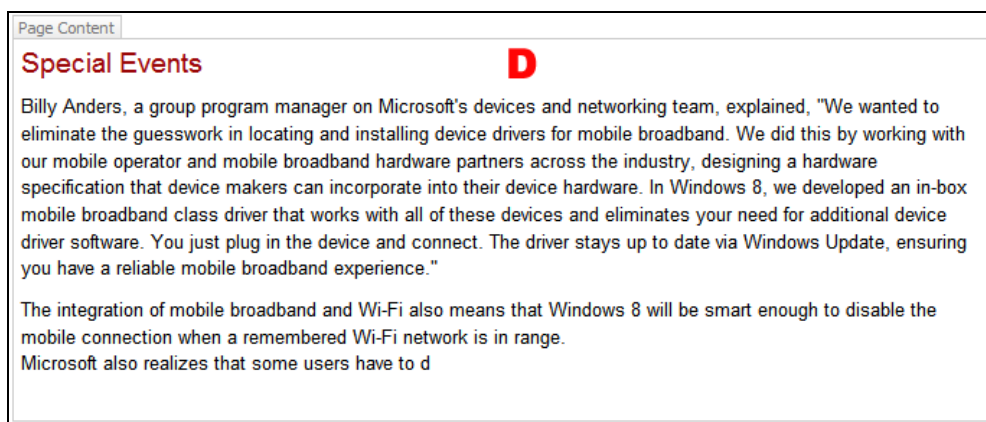 Page Content
Special Events D
Billy Anders, a group program manager on Microsoft's devices and networking team, explained, "We wanted to
eliminate the guesswork in locating and installing device drivers for mobile broadband. We did this by working with
our mobile operator and mobile broadband hardware partners across the industry, designing a hardware
specification that device makers can incorporate into their device hardware. In Windows 8, we developed an in-box
mobile broadband class driver that works with all of these devices and eliminates your need for additional device
driver software. You just plug in the device and connect. The driver stays up to date via Windows Update, ensuring
you have a reliable mobile broadband experience."
The integration of mobile broadband and Wi-Fi also means that Windows 8 will be smart enough to disable the
mobile connection when a remembered Wi-Fi network is in range.
Microsoft also realizes that some users have to d